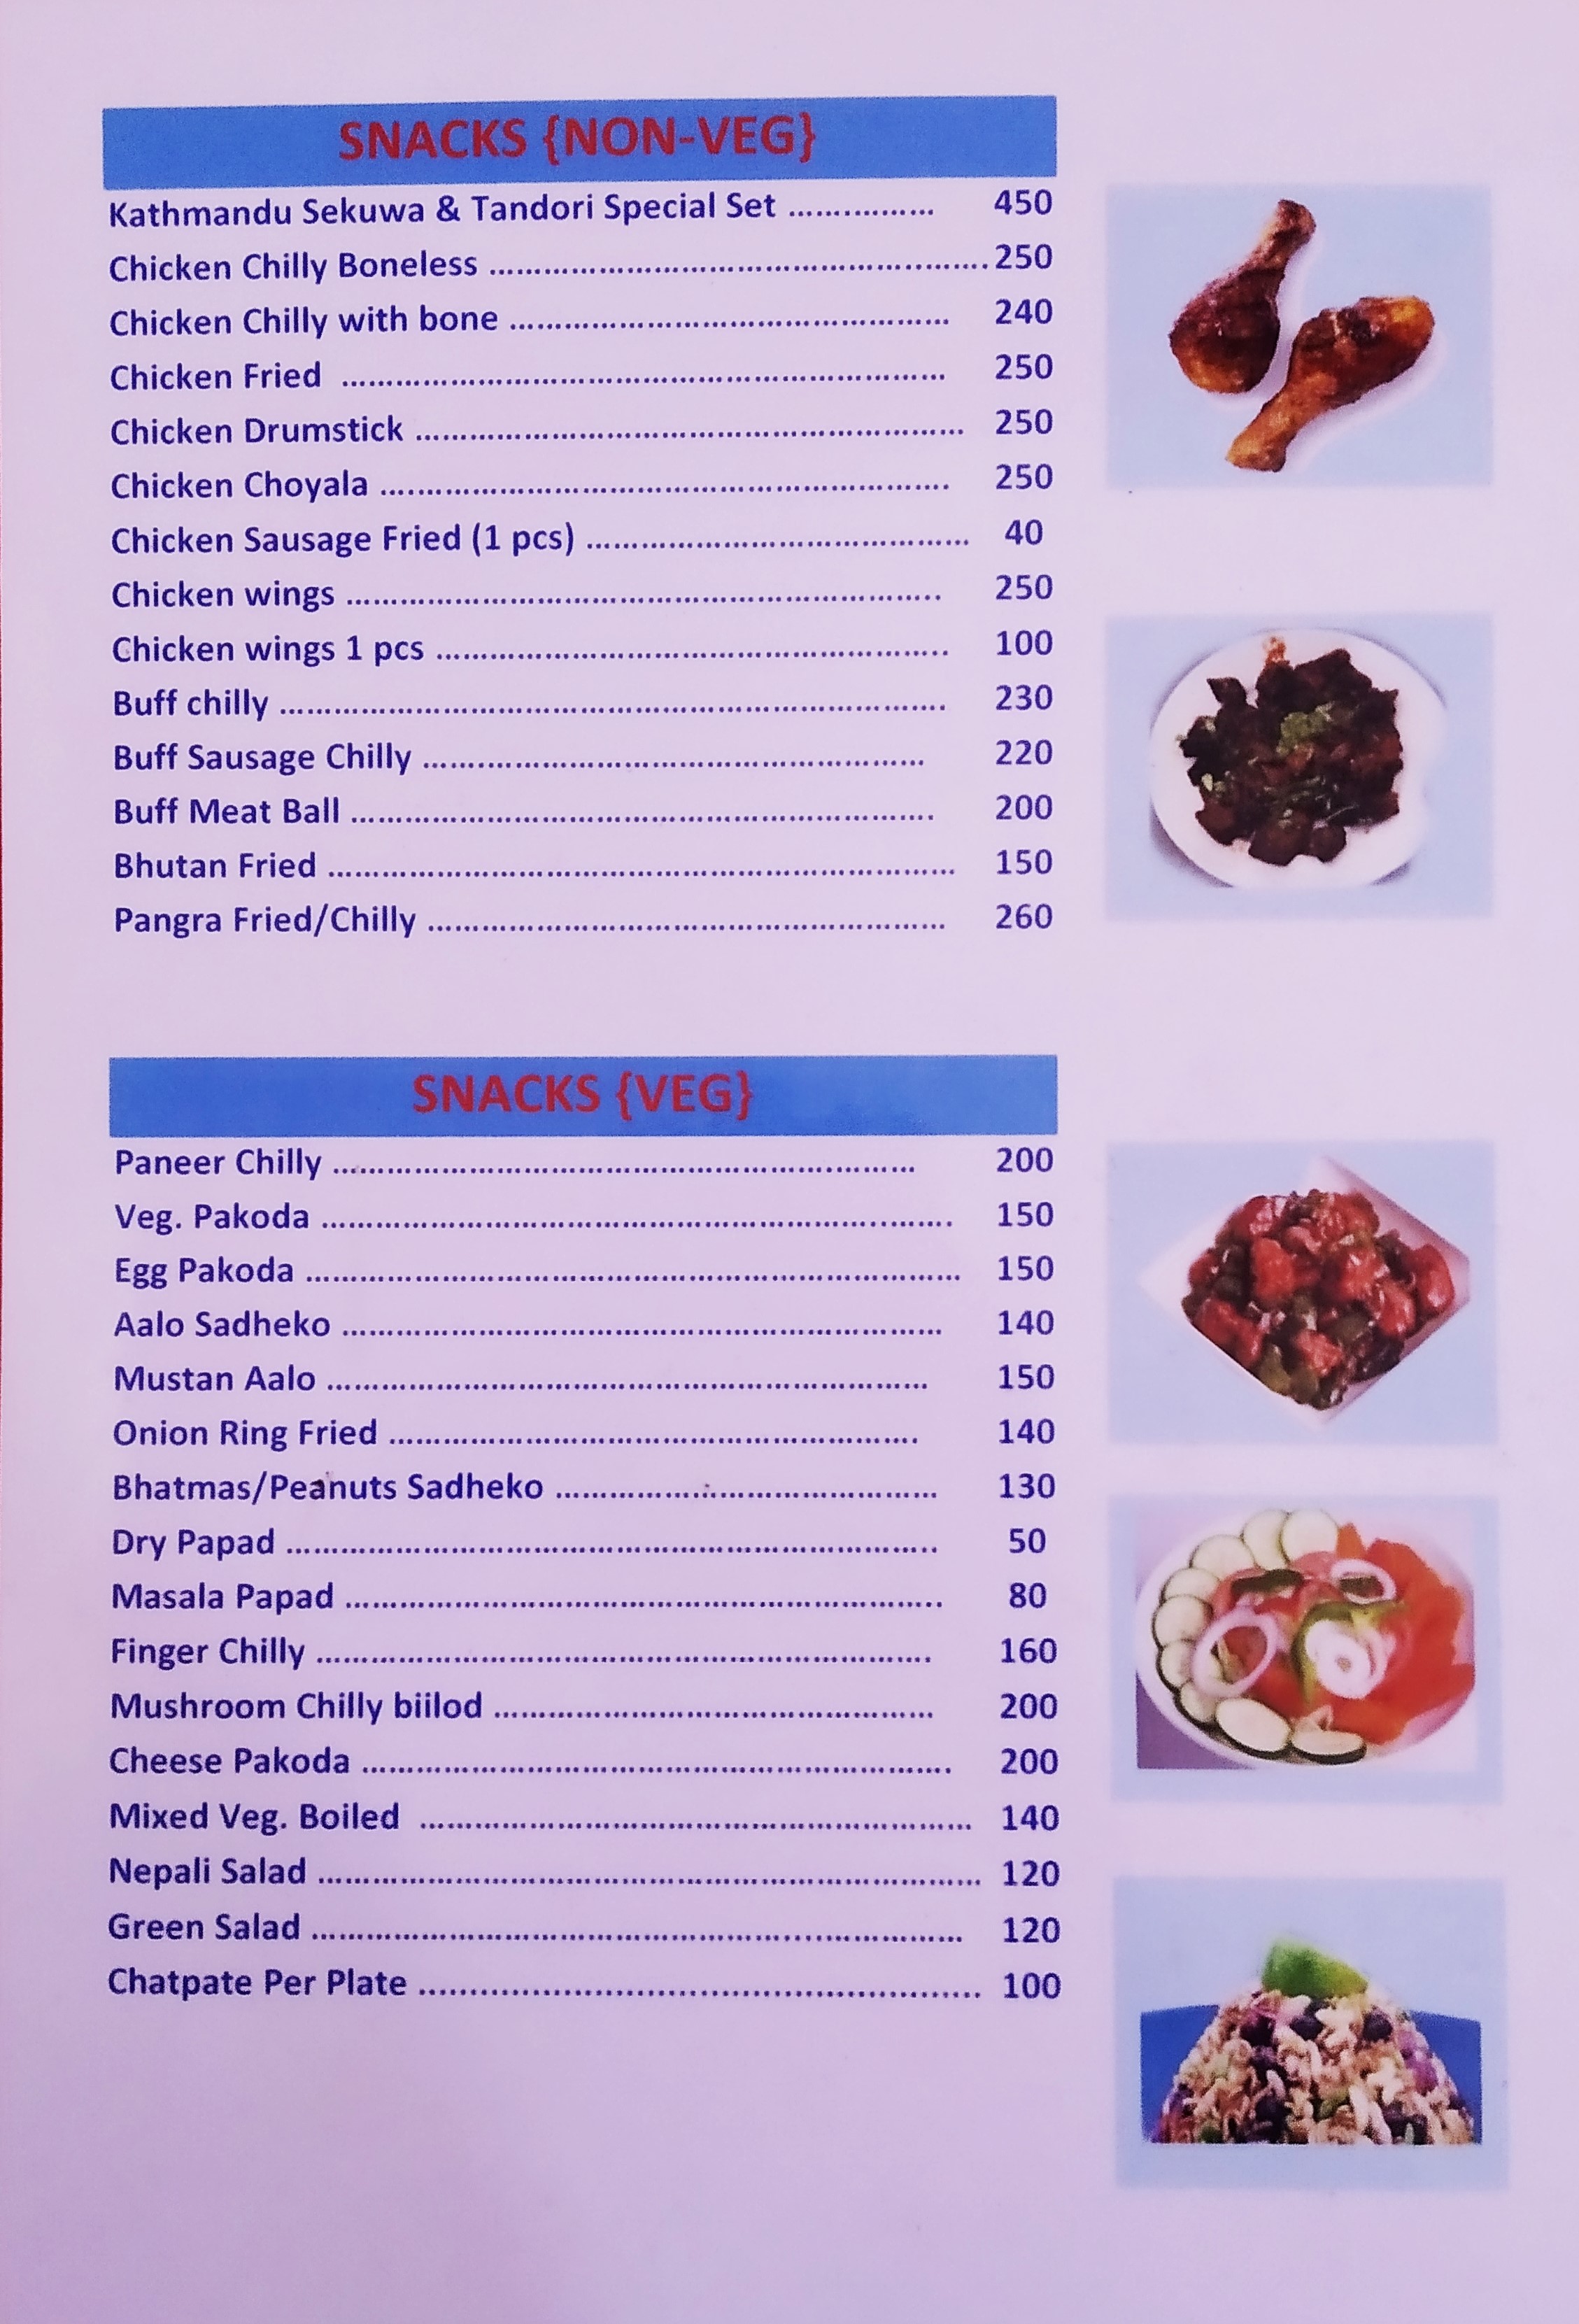 SNACKS {NON-VEG}
Kathmandu Sekuwa & Tandori Special Set ................ 450
Chicken Chilly Boneless ........................................................ 250
Chicken Chilly with bone ................................................ 240
Chicken Fried .................................................................. 250
Chicken Drumstick ............................................................ 250
Chicken Choyala .............................................................. 250
Chicken Sausage Fried (1 pcs) .......................................... 40
Chicken wings ................................................................. 250
Chicken wings 1 pcs ........................................................ 100
Buff chilly ......................................................................... 230
Buff Sausage Chilly ....................................................... 220
Buff Meat Ball ................................................................ 200
Bhutan Fried .................................................................... 150
Pangra Fried/Chilly ......................................................... 260
SNACKS {VEG}
Paneer Chilly ................................................................ 200
Veg. Pakoda ..................................................................... 150
Egg Pakoda ........................................................................ 150
Aalo Sadheko .................................................................. 140
Mustan Aalo .................................................................. 150
Onion Ring Fried .......................................................... 140
Bhatmas/Peanuts Sadheko .......................................... 130
Dry Papad ....................................................................... 50
Masala Papad ................................................................. 80
Finger Chilly ................................................................... 160
Mushroom Chilly biilod ................................................ 200
Cheese Pakoda ................................................................ 200
Mixed Veg. Boiled ............................................................ 140
Nepali Salad ........................................................................ 120
Green Salad ...................................................................... 120
Chatpate Per Plate ............................................................. 100